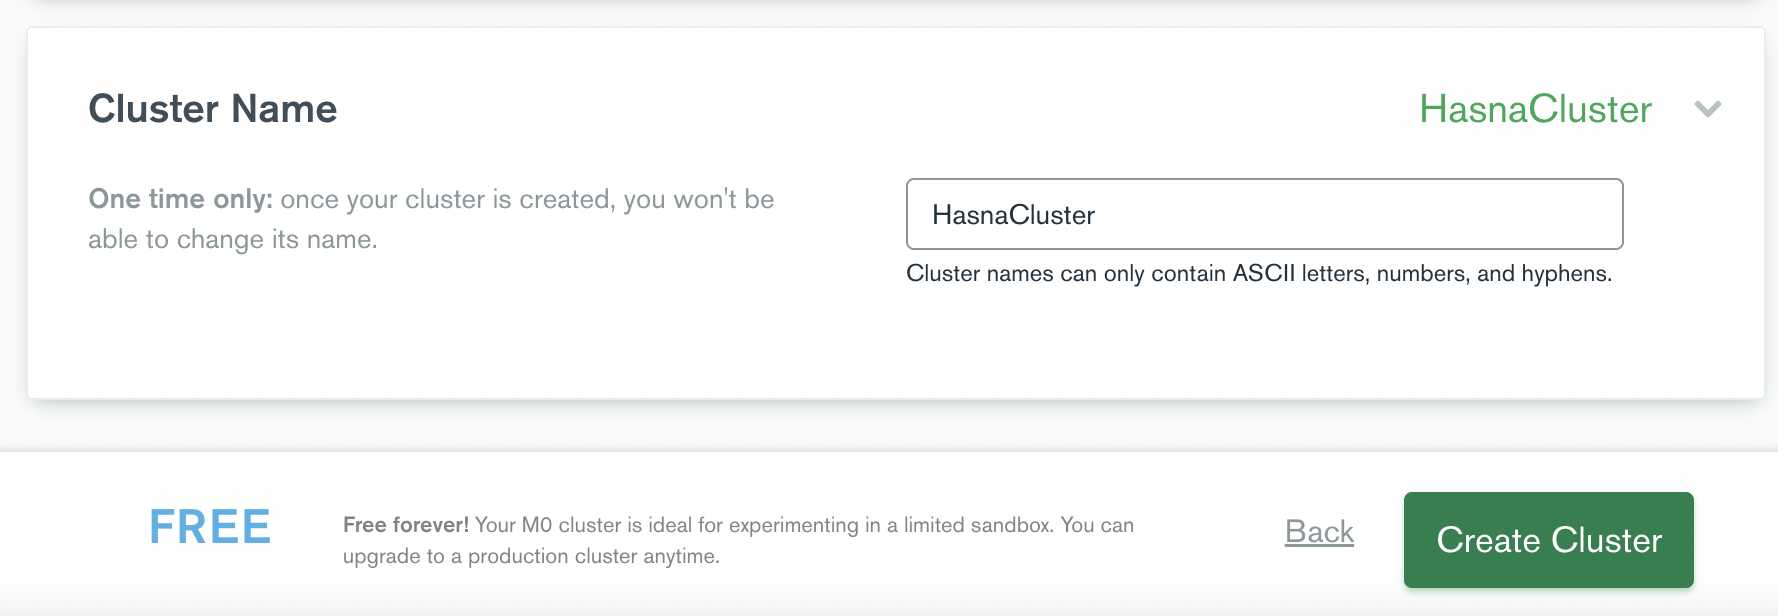 Cluster Name
HasnaCluster
One time only: once your cluster is created, you won't be
able to change its name.
HasnaCluster
Cluster names can only contain ASCII letters, numbers, and hyphens.
FREE
Free forever! Your M0 cluster is ideal for experimenting in a limited sandbox. You can
upgrade to a production cluster anytime.
Back
Create Cluster